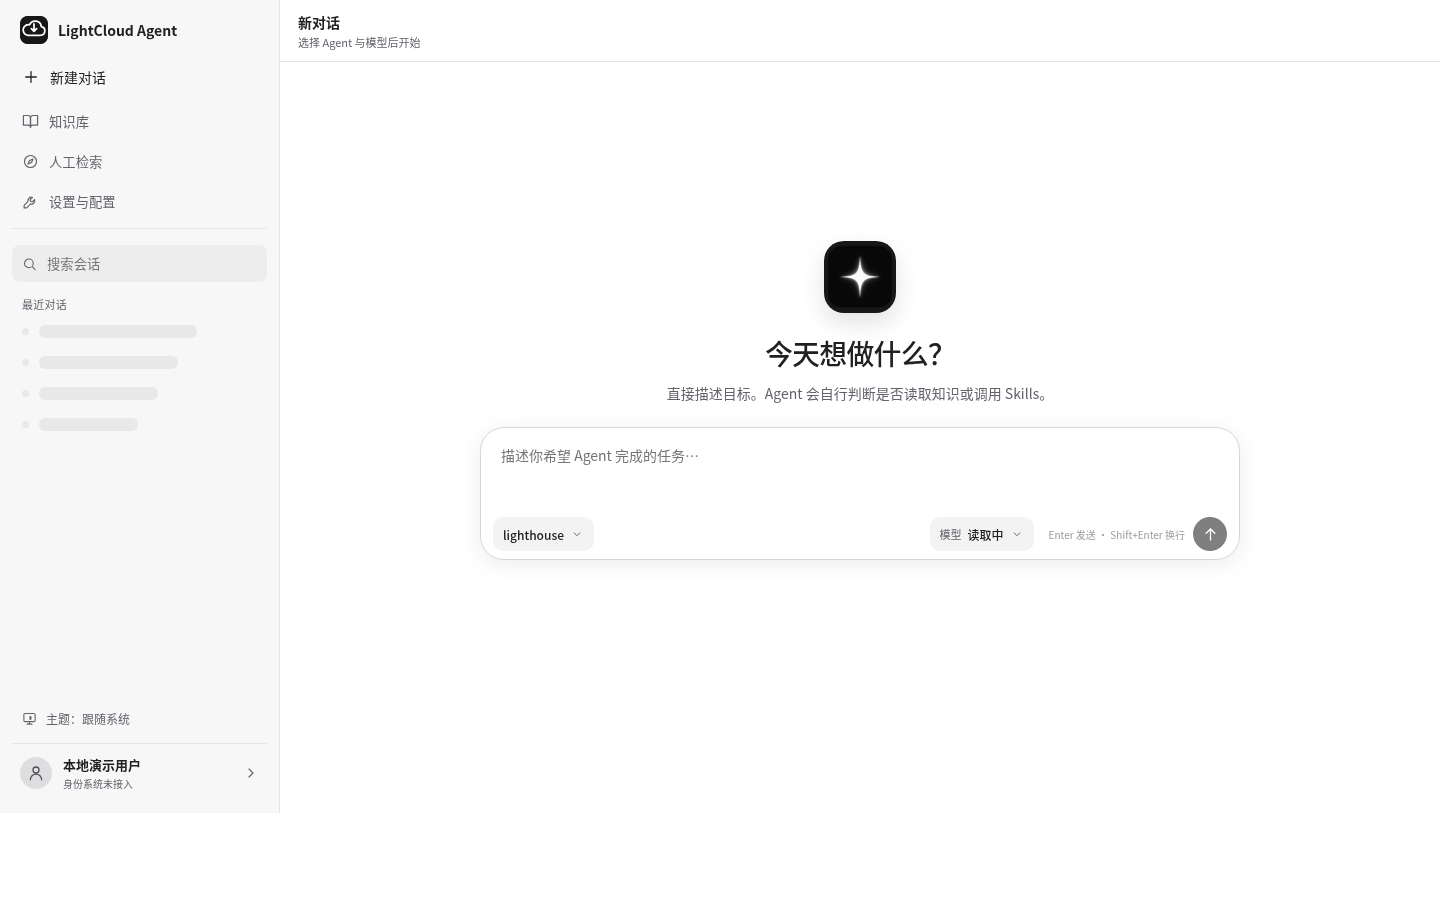 LightCloud Agent
新建对话
知识库
人工检索
设置与配置
搜索会话
最近对话
主题：跟随系统
本地演示用户
身份系统未接入
新对话
选择 Agent 与模型后开始
今天想做什么？
直接描述目标。Agent 会自行判断是否读取知识或调用 Skills。
描述你希望 Agent 完成的任务…
lighthouse
模型 读取中
Enter 发送 · Shift+Enter 换行